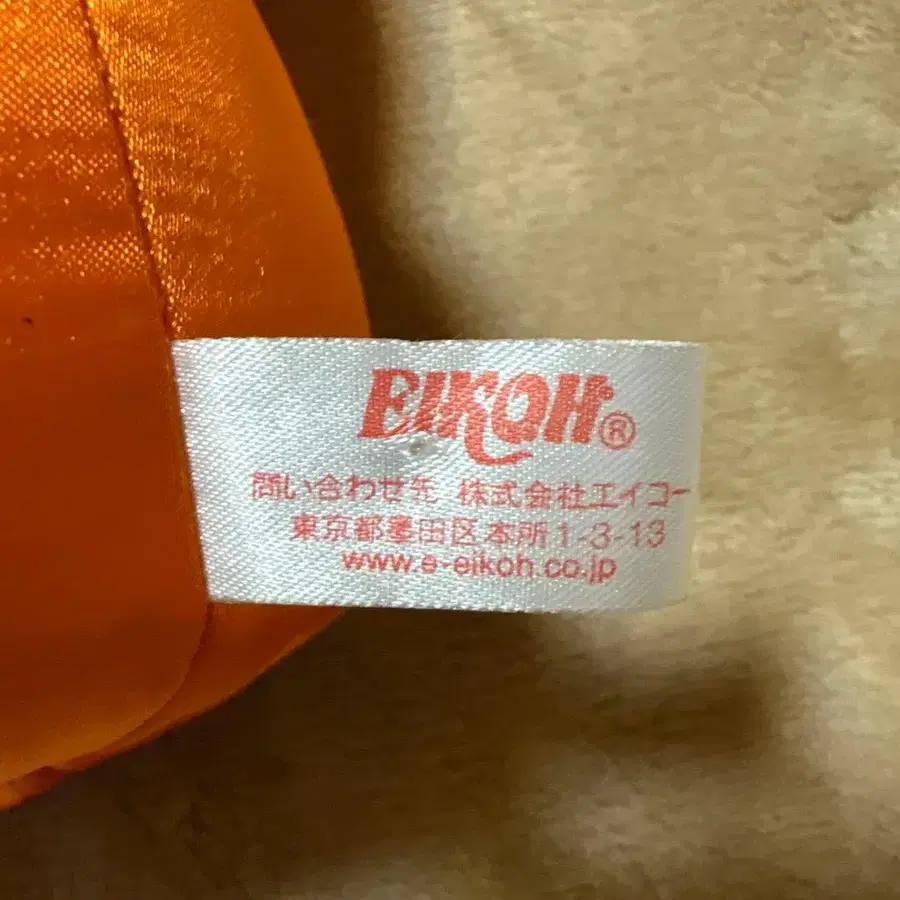 EIKOH®
問い合わせ先 株式会社エイコー
東京都墨田区本所1-3-13
www.e-eikoh.co.jp